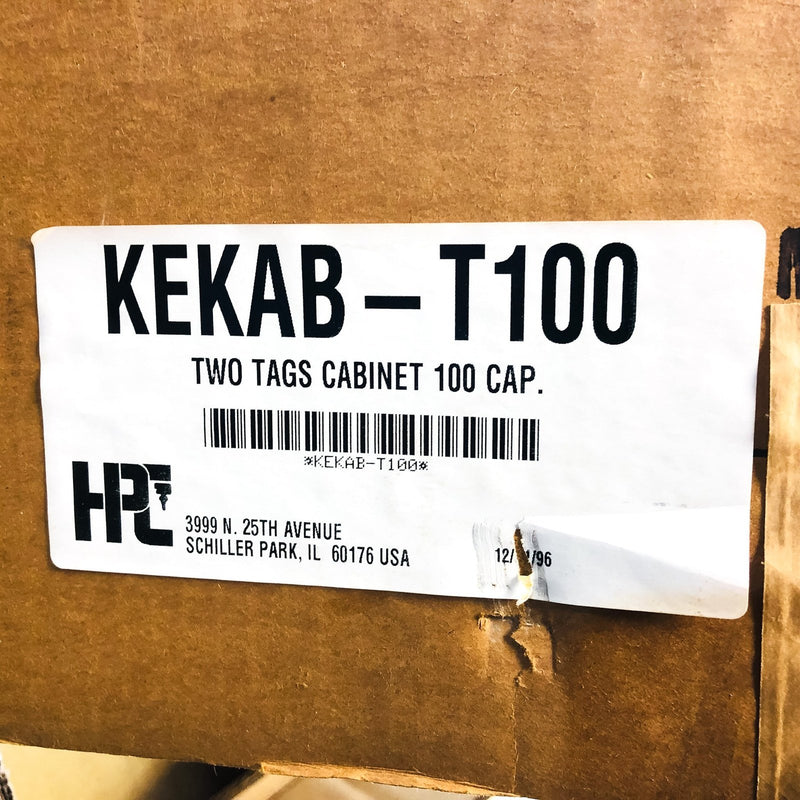 KEKAB – T100
TWO TAGS CABINET 100 CAP.
*KEKAB-T100*
HPC
3999 N. 25TH AVENUE
SCHILLER PARK, IL 60176 USA